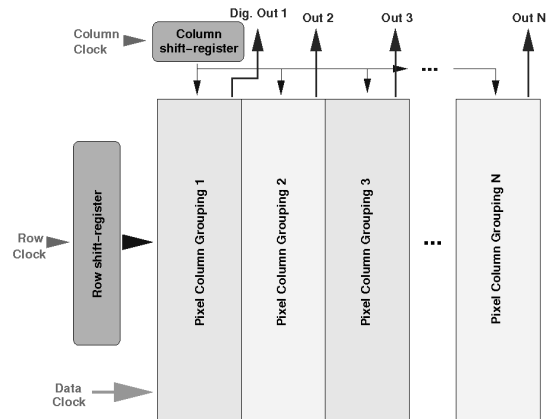 Dig. Out 1
Out 2
Out 3
Out N
Column
Clock
Column
shift-register
...
Row shift-register
Row
Clock
Pixel Column Grouping 1
Pixel Column Grouping 2
Pixel Column Grouping 3
...
Pixel Column Grouping N
Data
Clock